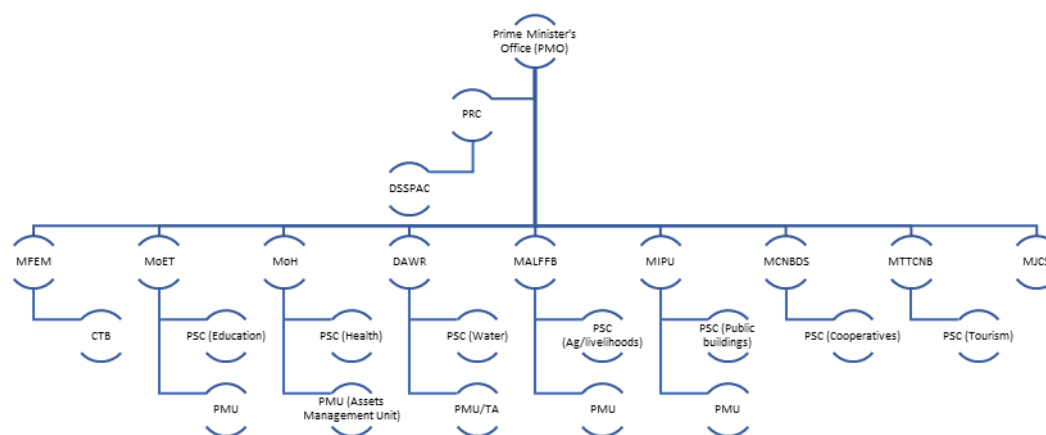 Prime Minister's
Office (PMO)
PRC
DSSPAC
MFEM
MoET
MoH
DAWR
MALFFB
MIPU
MCNBDS
MTTCNB
MJCS
CTB
PSC (Education)
PSC (Health)
PSC (Water)
PSC
(Ag/livelihoods)
PSC (Public
buildings)
PSC (Cooperatives)
PSC (Tourism)
PMU
PMU (Assets
Management Unit)
PMU/TA
PMU
PMU